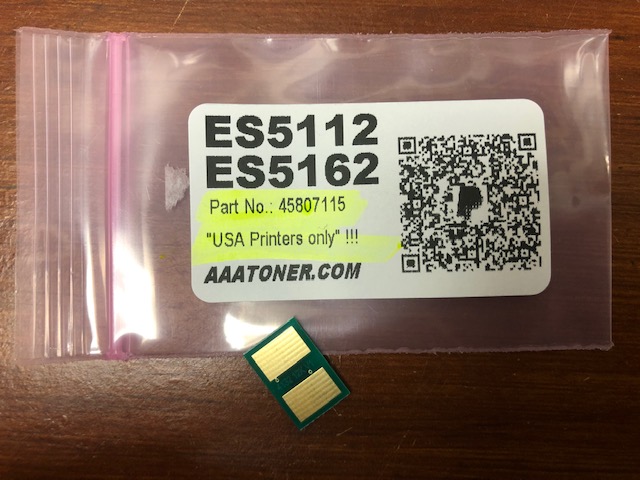 ES5112
ES5162
Part No.: 45807115
"USA Printers only" !!!
AAATONER.COM